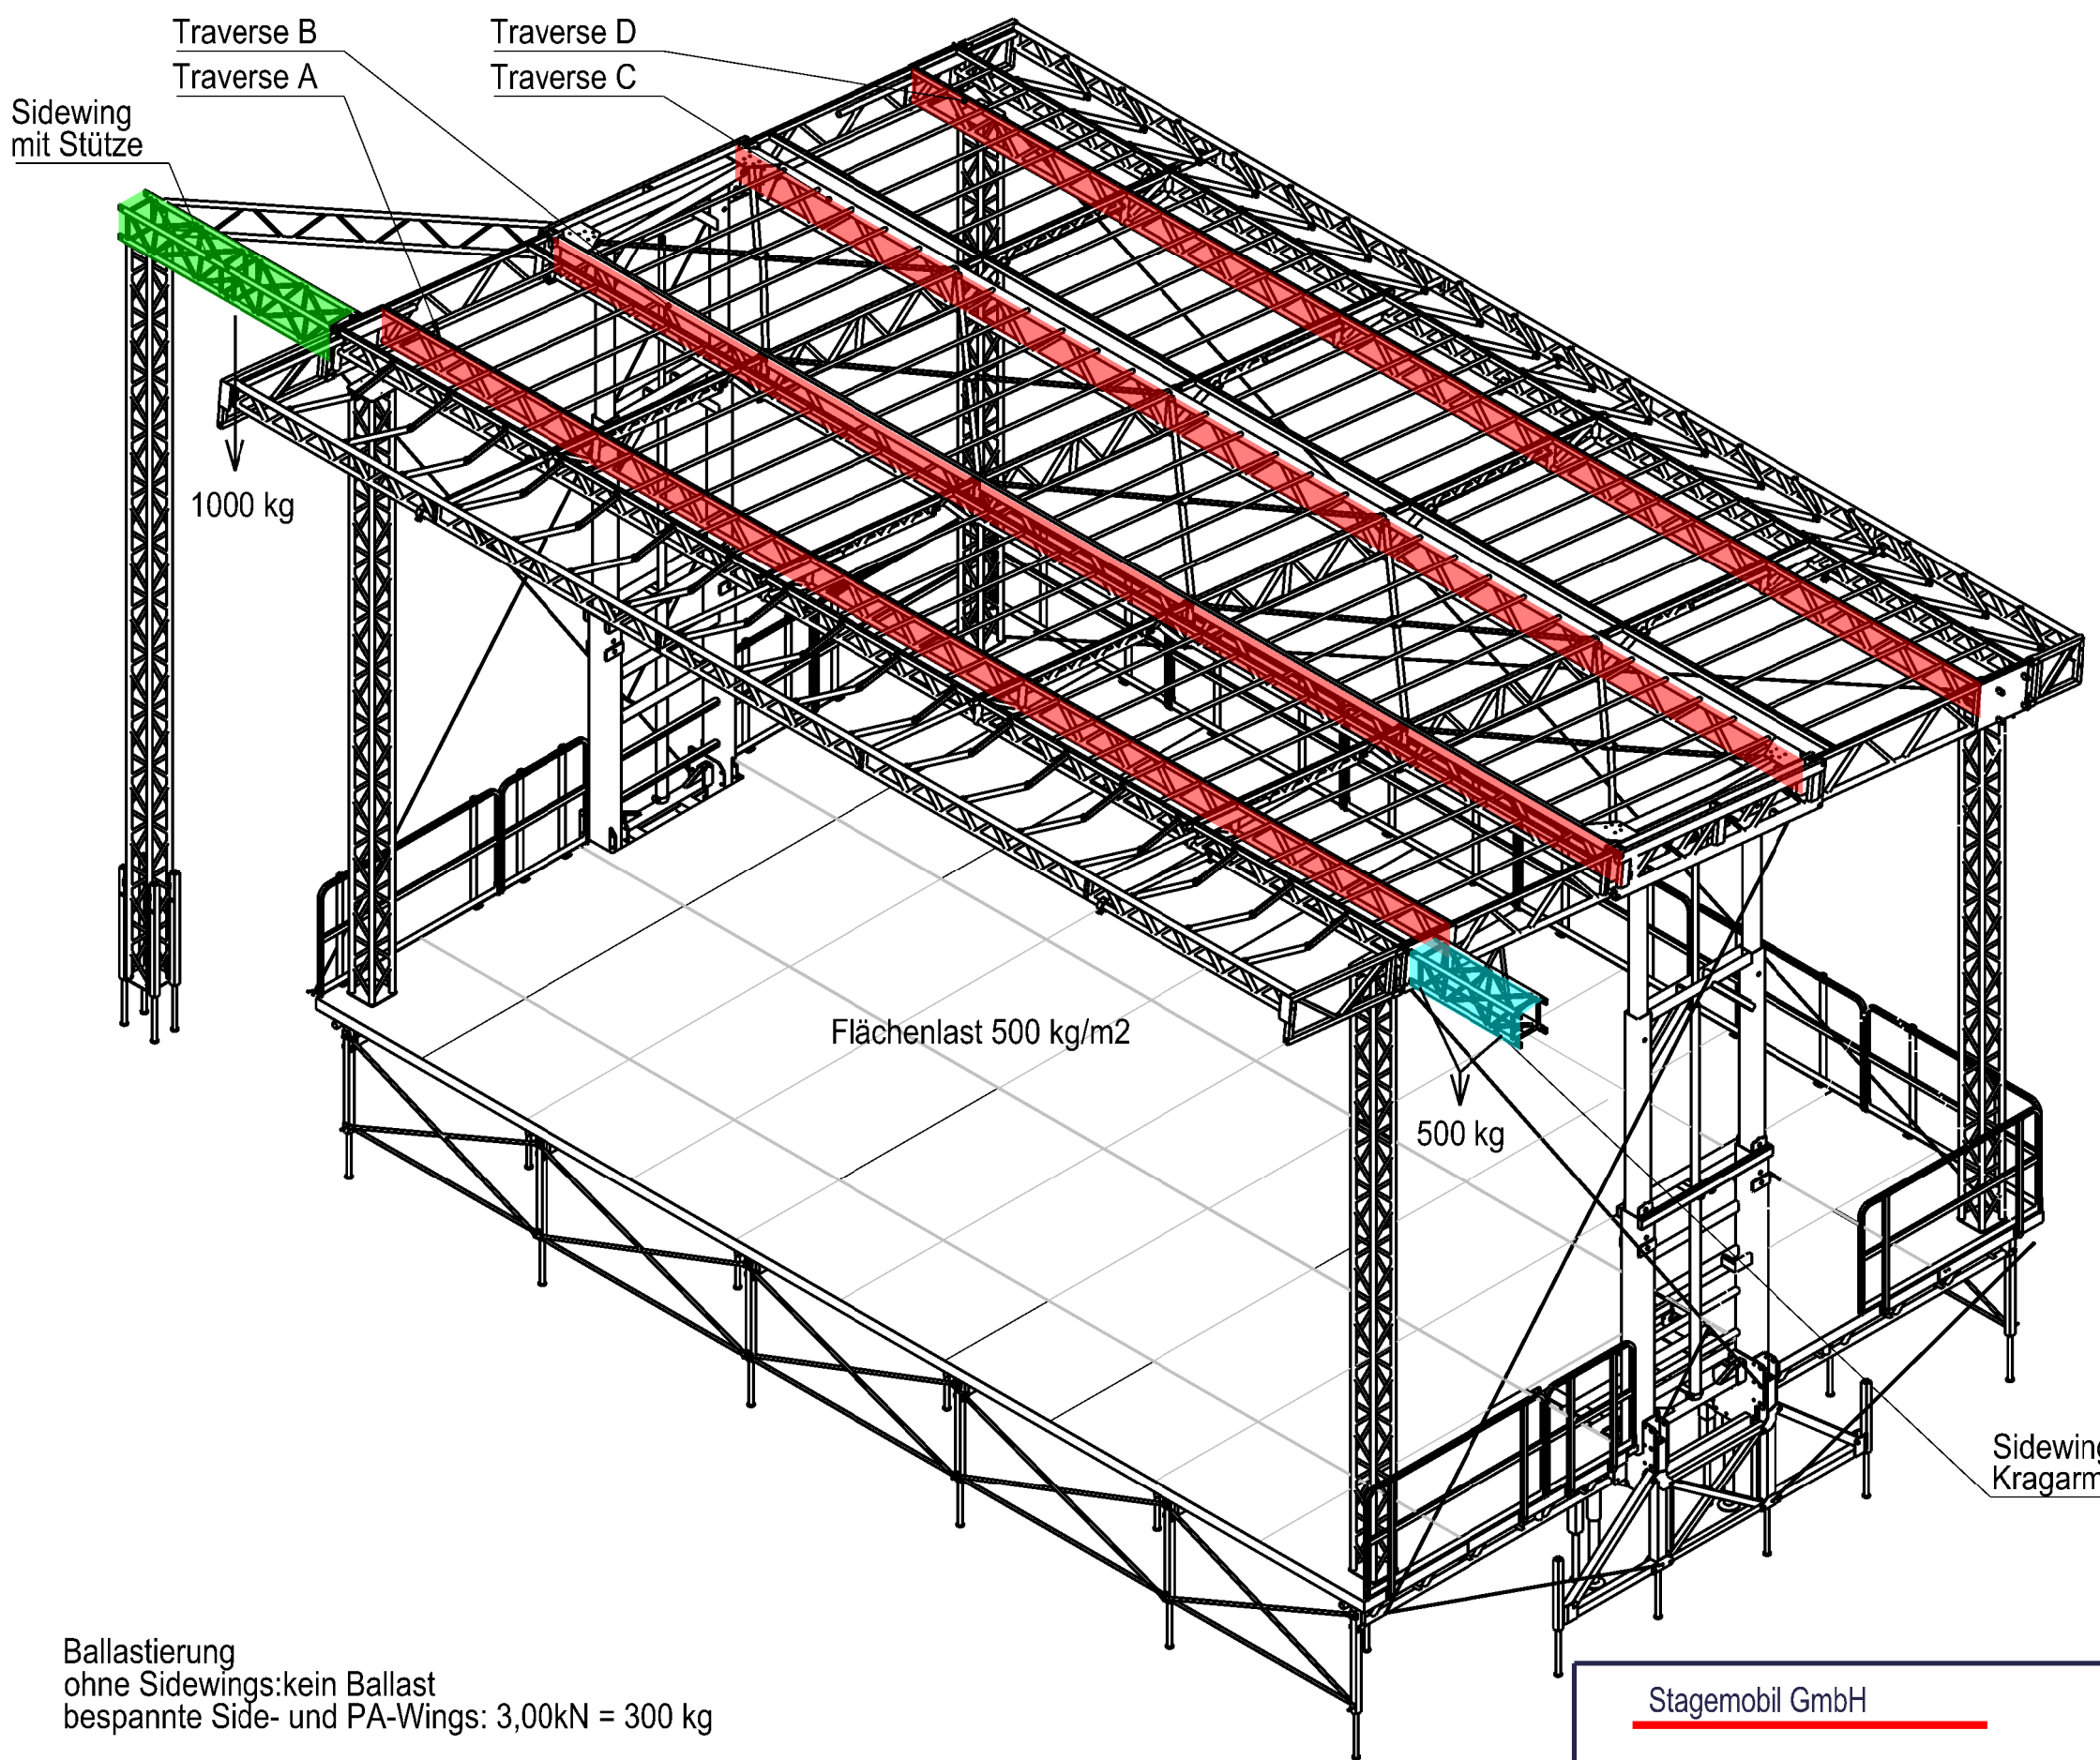 Traverse B
Traverse A
Traverse D
Traverse C
Sidewing
mit Stütze
1000 kg
Flächenlast 500 kg/m2
500 kg
Kragarm
Ballastierung
ohne Sidewings:kein Ballast
bespannte Side- und PA-Wings: 3,00kN = 300 kg
Stagemobil GmbH